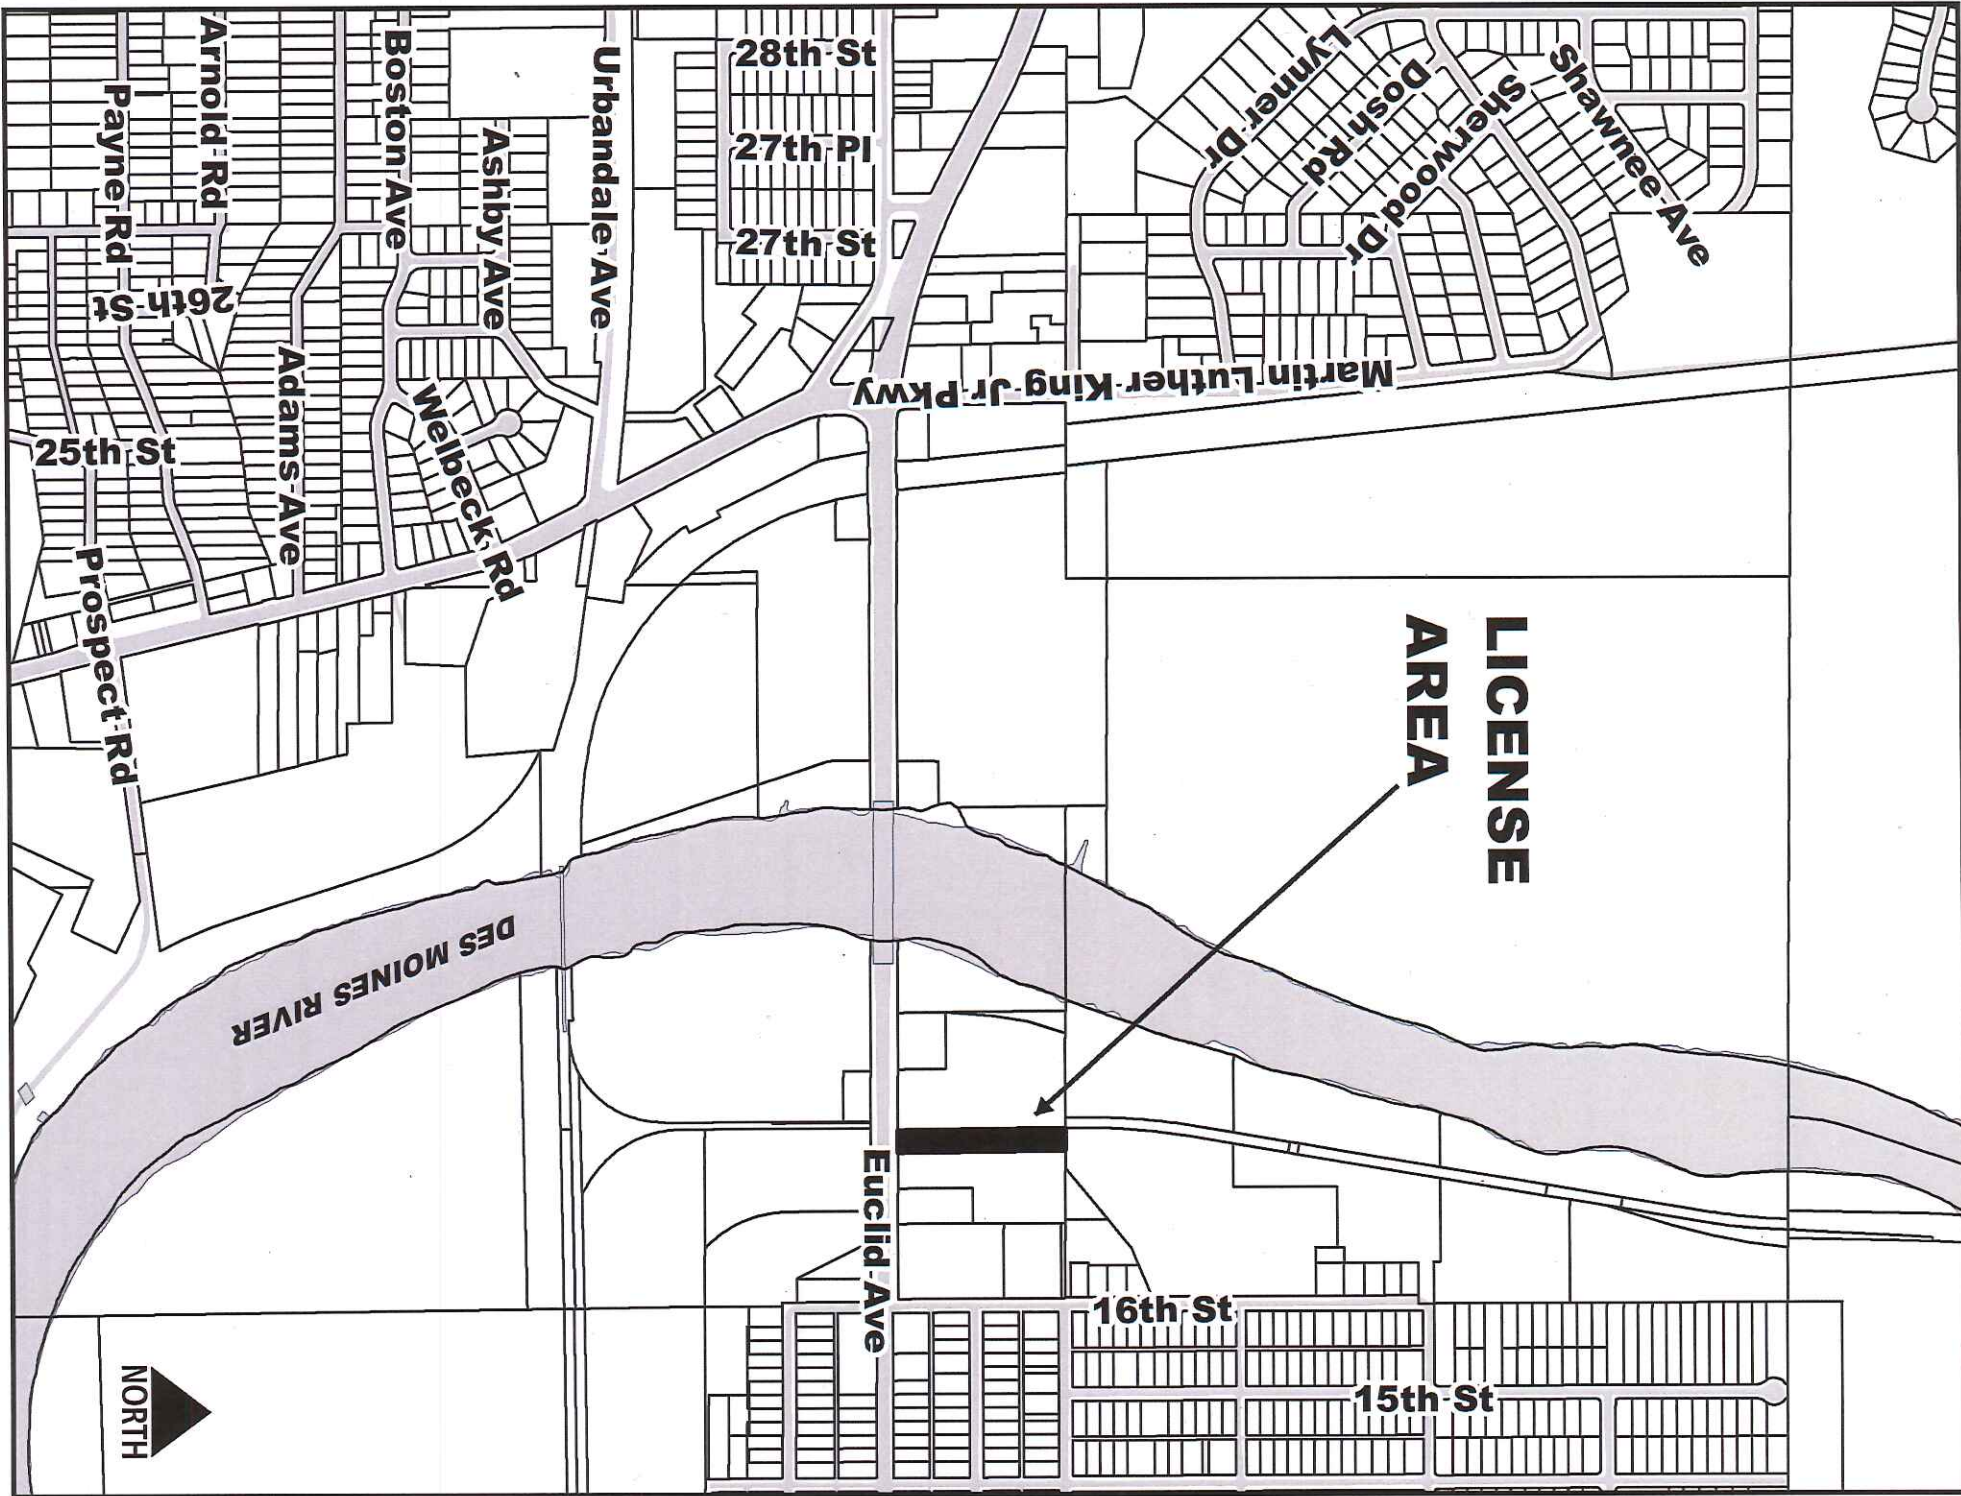 28th St
27th Pl
27th St
Arnold Rd
Payne Rd
Boston Ave
Ashby Ave
Urbandale Ave
Lynner Dr
Dosh Rd
Sherwood Dr
Shawnee Ave
26th St
Adams Ave
25th St
Welbeck Rd
Prospect Rd
Martin Luther King Jr Pkwy
LICENSE
AREA
DES MOINES RIVER
Euclid Ave
16th St
15th St
NORTH